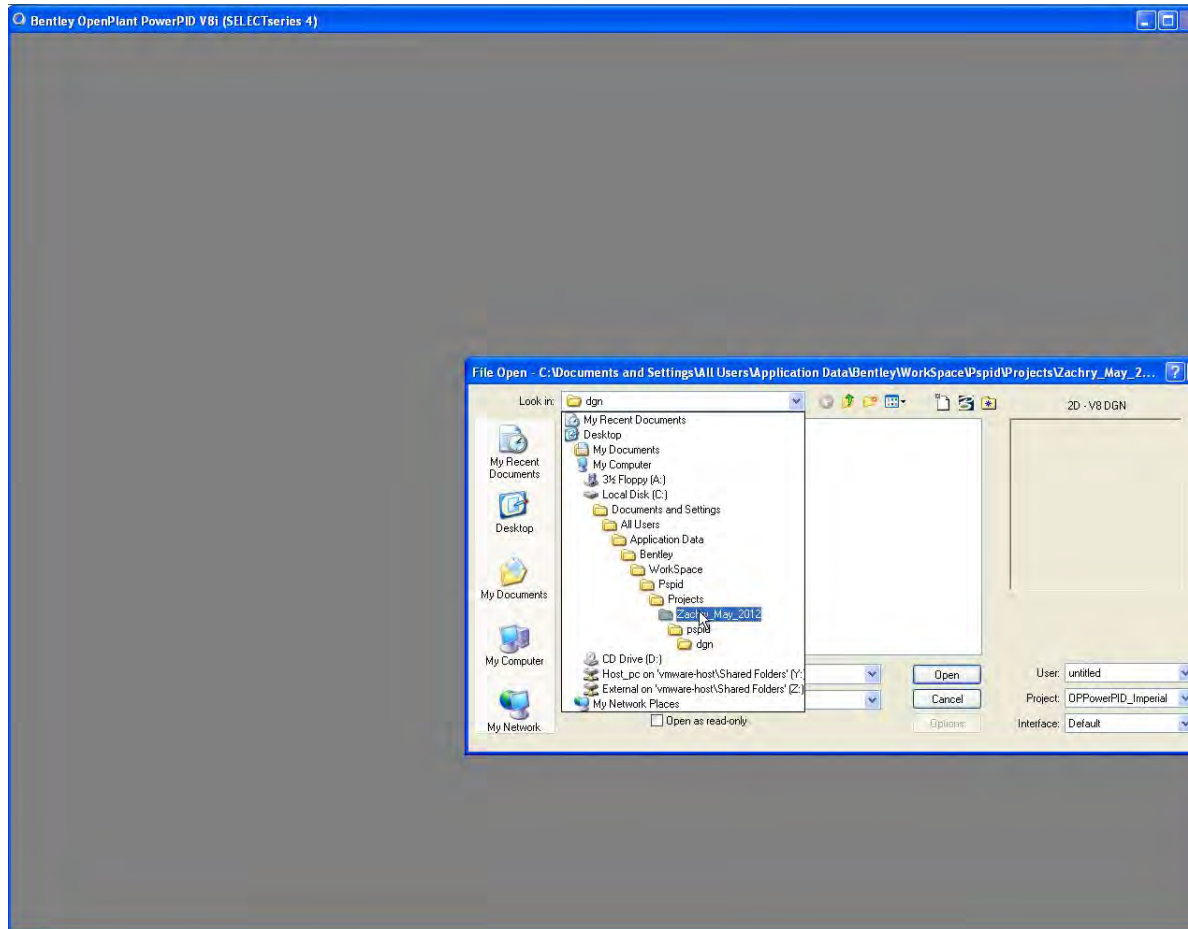 Bentley OpenPlant PowerPID V8i (SELECTseries 4)
File Open - C:\Documents and Settings\All Users\Application Data\Bentley\WorkSpace\Pspid\Projects\Zachry_May_2...
Look in:
dgn
2D - V8 DGN
My Recent Documents
Desktop
My Documents
My Computer
3½ Floppy (A:)
Local Disk (C:)
Documents and Settings
All Users
Application Data
Bentley
WorkSpace
Pspid
Projects
Zachry_May_2012
pspid
dgn
CD Drive (D:)
Host_pc on 'vmware-host\Shared Folders' (Y:
External on 'vmware-host\Shared Folders' (Z:)
My Network Places
My Recent
Documents
Desktop
My Documents
My Computer
My Network
Open as read-only
Open
Cancel
Options
User:
untitled
Project:
OPPowerPID_Imperial
Interface:
Default